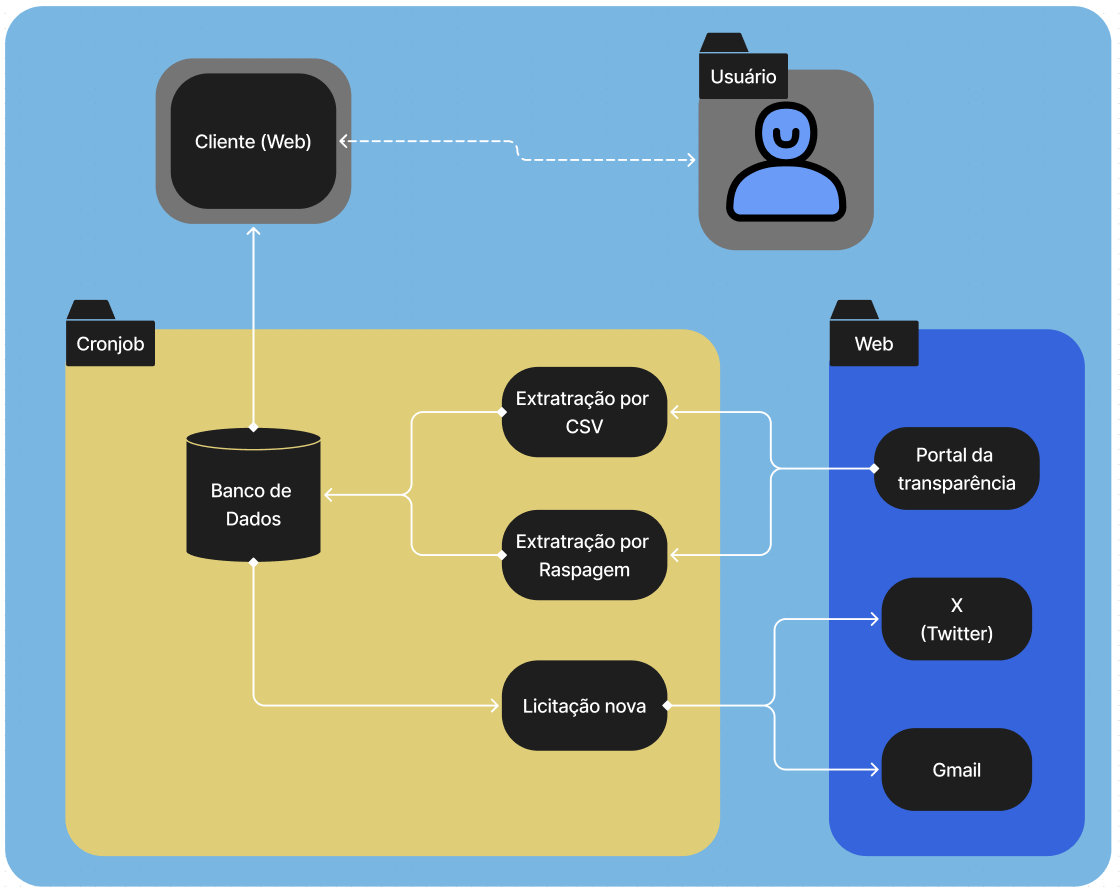 Usuário
Cliente (Web)
Cronjob
Web
Extratração por
CSV
Portal da
transparência
Banco de
Dados
Extratração por
Raspagem
X
(Twitter)
Licitação nova
Gmail